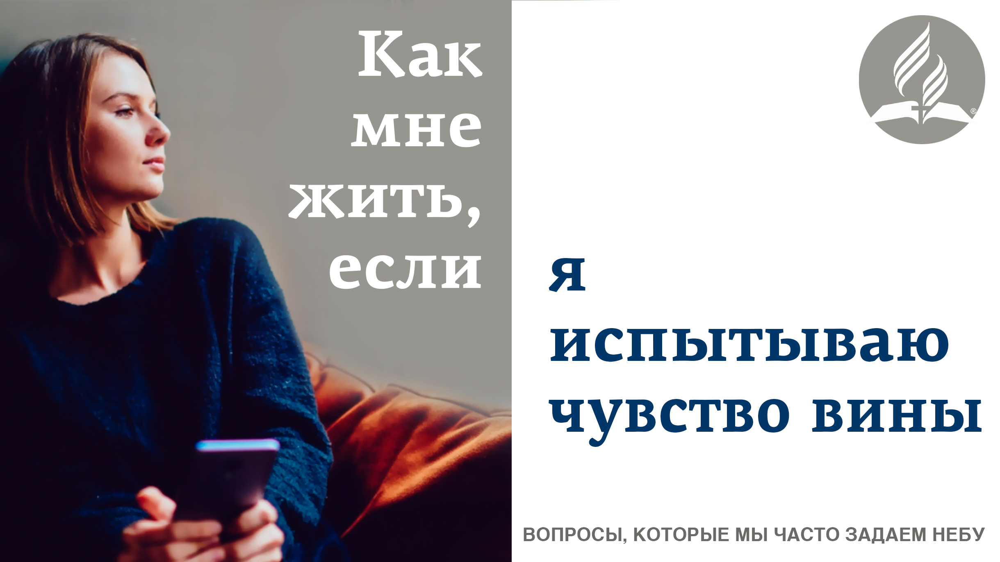 Как
мне
жить,
если
я
испытываю
чувство вины
ВОПРОСЫ, КОТОРЫЕ МЫ ЧАСТО ЗАДАЕМ НЕБУ
®